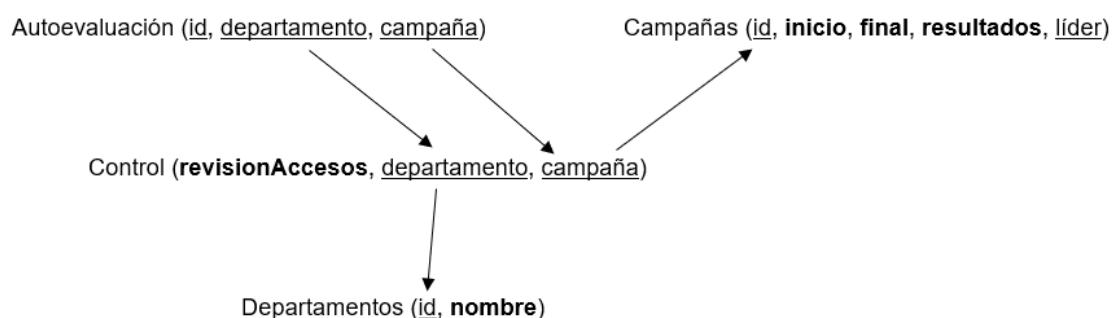 Autoevaluación (id, departamento, campaña)
Campañas (id, inicio, final, resultados, líder)
Control (revisionAccesos, departamento, campaña)
Departamentos (id, nombre)